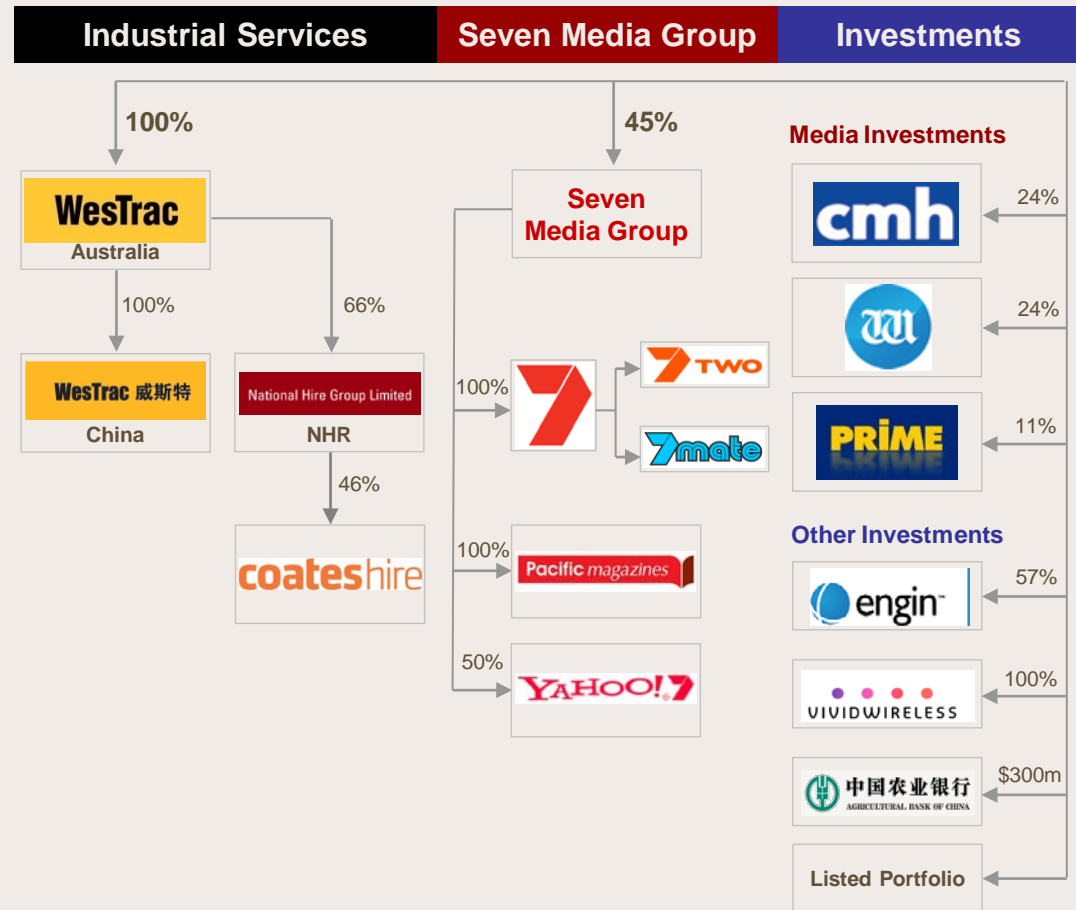 Industrial Services
Seven Media Group
Investments
100%
45%
Media Investments
WesTrac
Australia
Seven
Media Group
cmh
24%
100%
66%
W
24%
WesTrac 威斯特
China
National Hire Group Limited
NHR
100%
7
7 TWO
7mate
PRiME
11%
46%
coateshire
100%
Pacific magazines
Other Investments
engin™
57%
50%
YAHOO!7
VIVIDWIRELESS
100%
中国农业银行
AGRICULTURAL BANK OF CHINA
$300m
Listed Portfolio